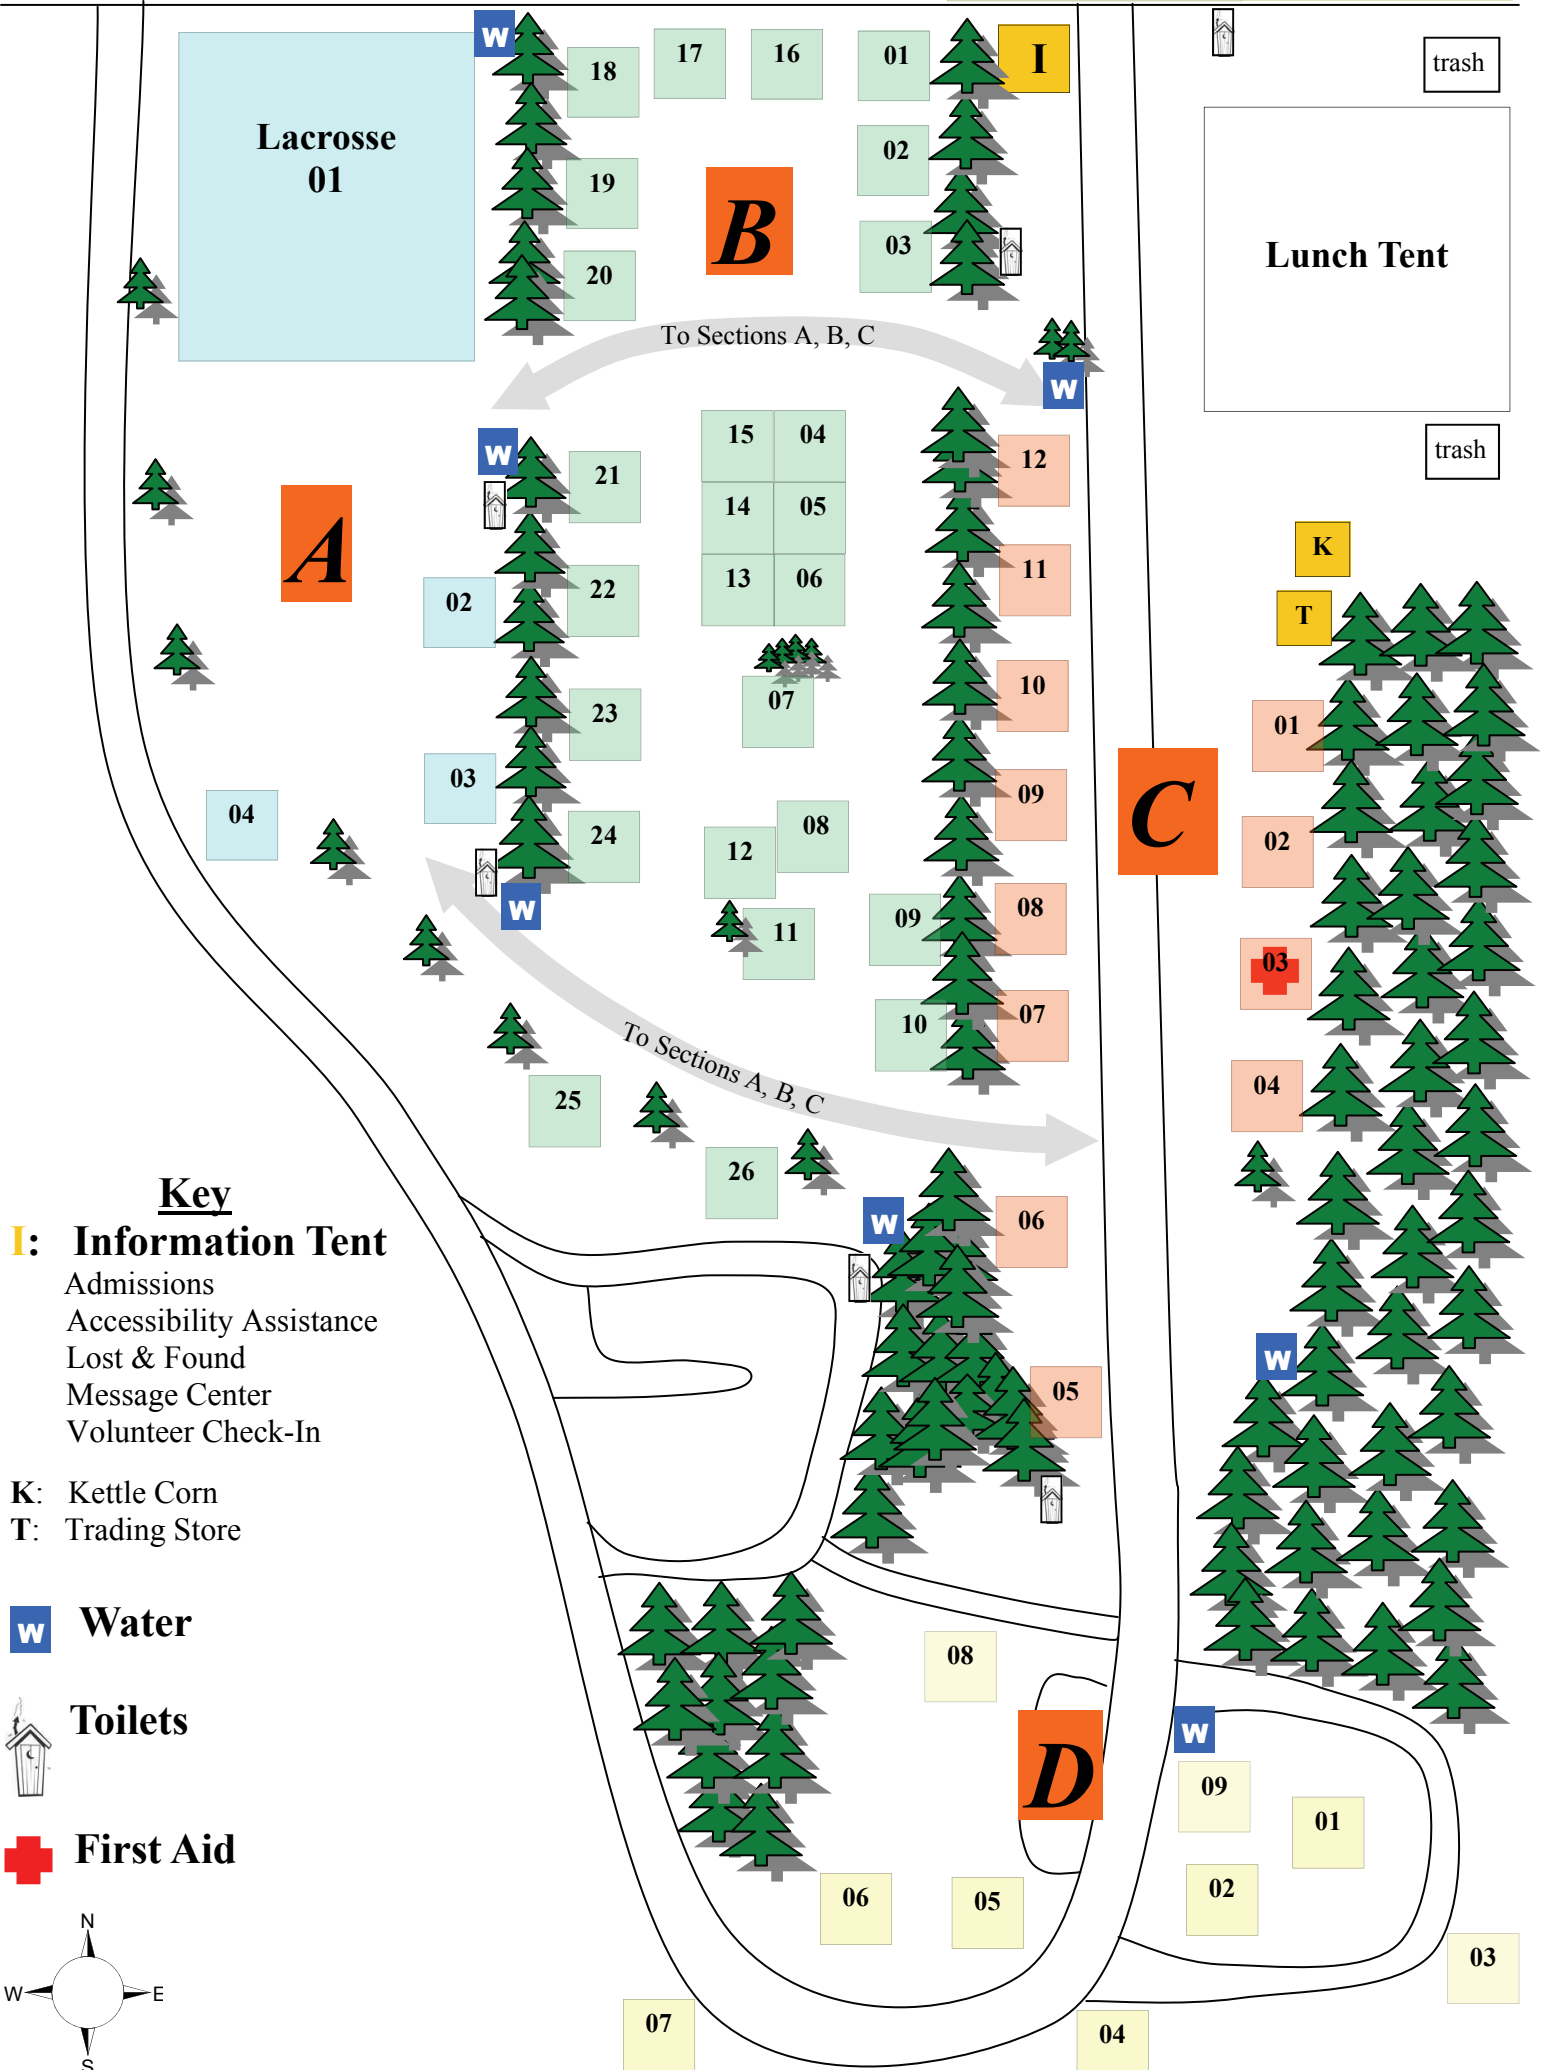 W
I
17
16
01
18
trash
Lacrosse
01
02
19
B
03
Lunch Tent
20
To Sections A, B, C
W
15
04
W
12
trash
21
14
05
A
K
11
13
06
22
02
T
10
07
23
01
03
09
C
04
08
24
02
12
W
09
08
11
03
10
07
To Sections A, B, C
04
25
26
W
06
W
05
Key
I: Information Tent
Admissions
Accessibility Assistance
Lost & Found
Message Center
Volunteer Check-In
K: Kettle Corn
T: Trading Store
W Water
Toilets
First Aid
N
W E
S
08
D
W
09
01
02
06
05
03
07
04